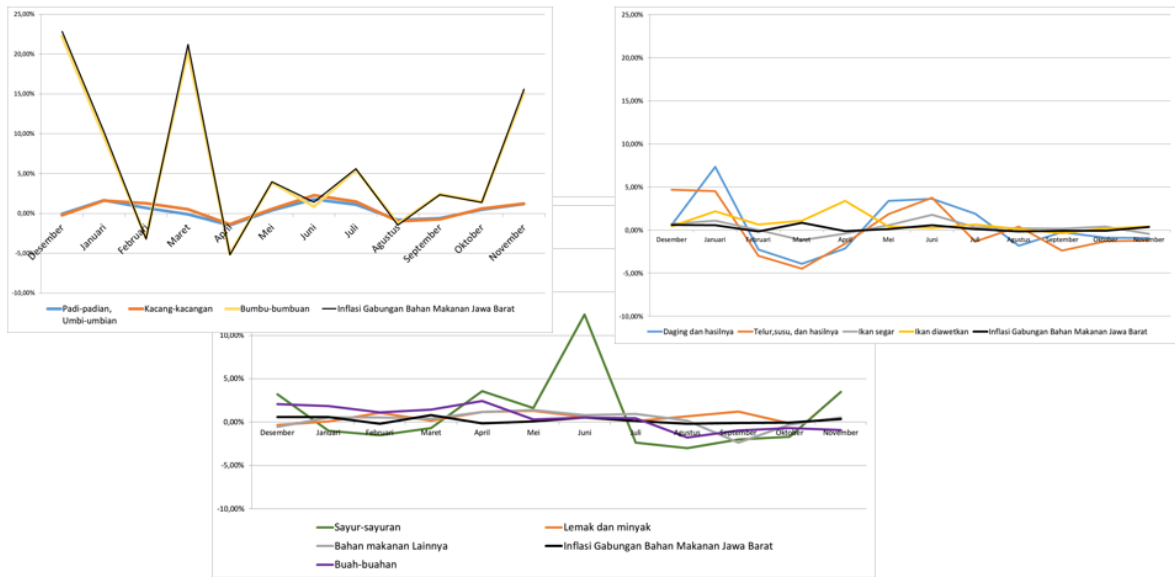 25,00%
20,00%
15,00%
10,00%
5,00%
0,00%
-5,00%
-10,00%
Desember
Januari
Februari
Maret
April
Mei
Juni
Juli
Agustus
September
Oktober
November
Padi-padian,
Umbi-umbian
Kacang-kacangan
Bumbu-bumbuan
Inflasi Gabungan Bahan Makanan Jawa Barat
25,00%
20,00%
15,00%
10,00%
5,00%
0,00%
-5,00%
-10,00%
Desember Januari Februari Maret April Mei Juni Juli Agustus September Oktober November
Daging dan hasilnya Telur,susu, dan hasilnya Ikan segar Ikan diawetkan Inflasi Gabungan Bahan Makanan Jawa Barat
10,00%
5,00%
0,00%
-5,00%
-10,00%
Desember Januari Februari Maret April Mei Juni Juli Agustus September Oktober November
Sayur-sayuran Lemak dan minyak
Bahan makanan Lainnya Inflasi Gabungan Bahan Makanan Jawa Barat
Buah-buahan